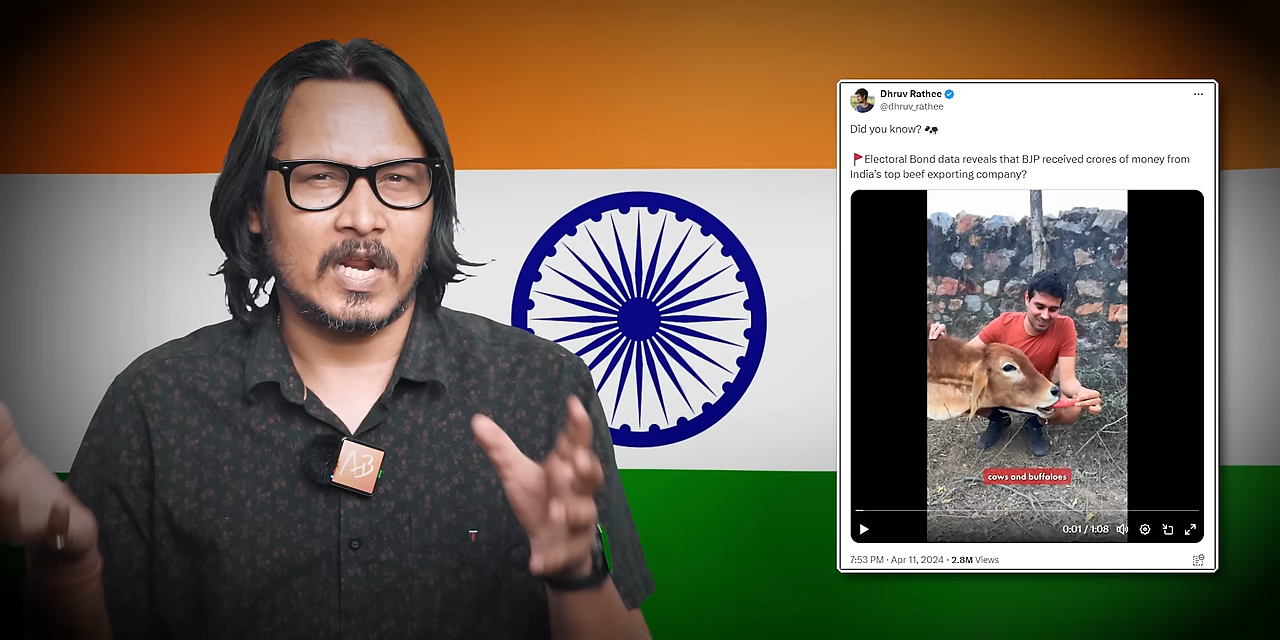 Dhruv Rathee
@dhruv_rathee
Did you know?
Electoral Bond data reveals that BJP received crores of money from
India's top beef exporting company?
cows and buffaloes
0:01 / 1:08
7:53 PM · Apr 11, 2024 · 2.8M Views
AB